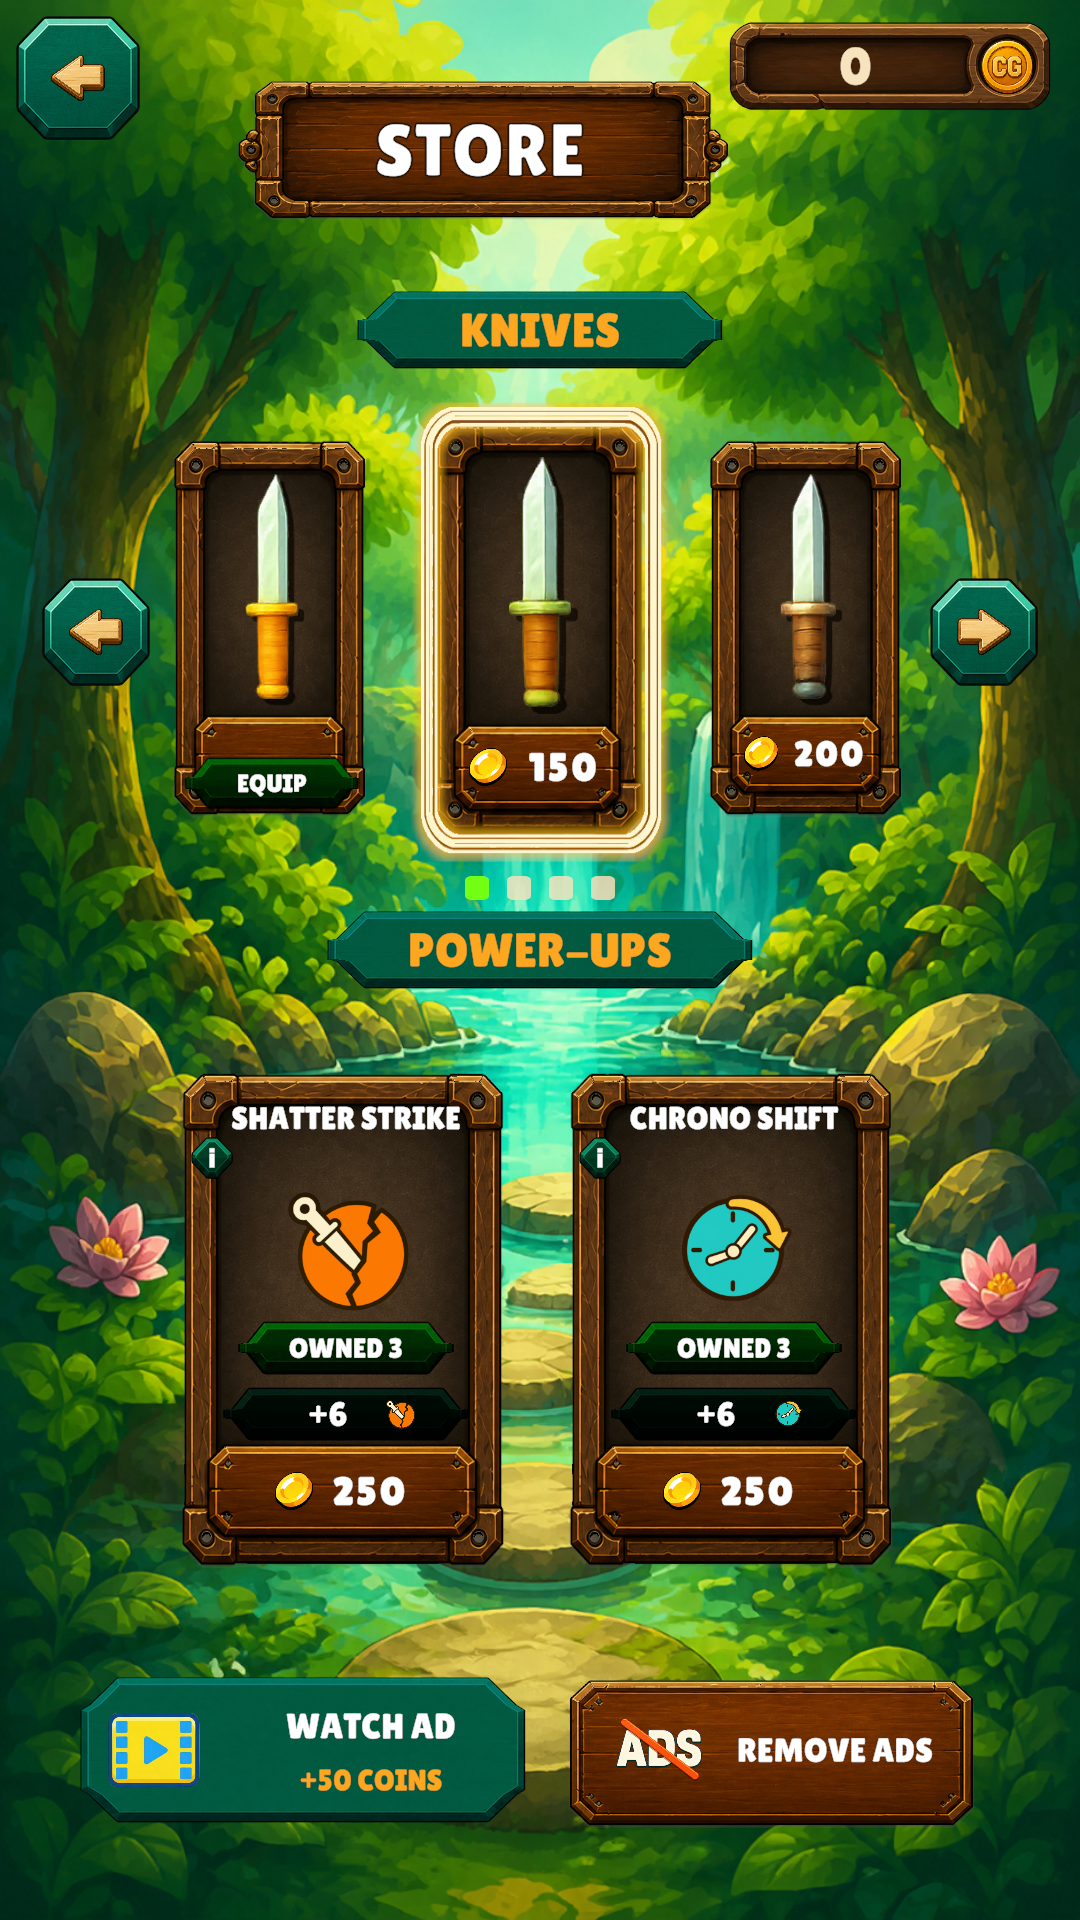 0
CG
STORE
KNIVES
EQUIP
150
200
POWER-UPS
SHATTER STRIKE
i
OWNED 3
+6
250
CHRONO SHIFT
i
OWNED 3
+6
250
WATCH AD
+50 COINS
ADS
REMOVE ADS